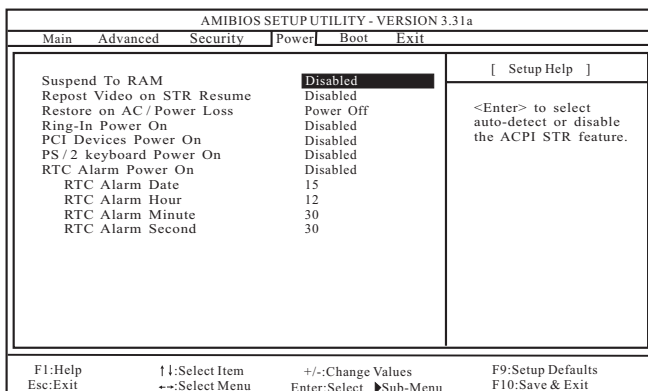 AMIBIOS SETUP UTILITY - VERSION 3.31a
Main Advanced Security Power Boot Exit
Suspend To RAM Disabled
Repost Video on STR Resume Disabled
Restore on AC / Power Loss Power Off
Ring-In Power On Disabled
PCI Devices Power On Disabled
PS / 2 keyboard Power On Disabled
RTC Alarm Power On Disabled
RTC Alarm Date 15
RTC Alarm Hour 12
RTC Alarm Minute 30
RTC Alarm Second 30
[ Setup Help ]
<Enter> to select
auto-detect or disable
the ACPI STR feature.
F1:Help ↑↓:Select Item +/-:Change Values F9:Setup Defaults
Esc:Exit ←→:Select Menu Enter:Select ▶Sub-Menu F10:Save & Exit